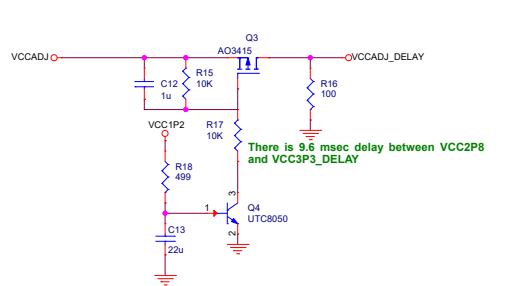 Q3
AO3415
VCCADJ
VCCADJ_DELAY
C12
1u
R15
10K
R16
100
VCC1P2
R17
10K
There is 9.6 msec delay between VCC2P8
and VCC3P3_DELAY
R18
499
3
1
Q4
UTC8050
2
C13
22u